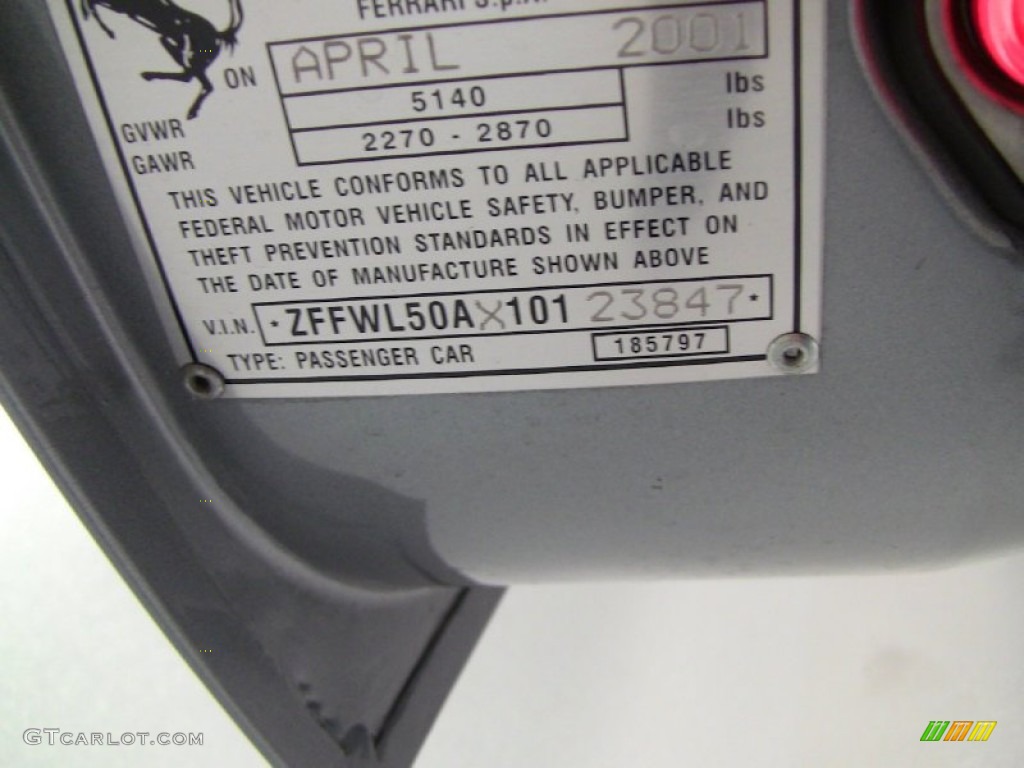 FERRARI S.p.A.
ON APRIL 2001
GVWR 5140 lbs
GAWR 2270 - 2870 lbs
THIS VEHICLE CONFORMS TO ALL APPLICABLE
FEDERAL MOTOR VEHICLE SAFETY, BUMPER, AND
THEFT PREVENTION STANDARDS IN EFFECT ON
THE DATE OF MANUFACTURE SHOWN ABOVE
V.I.N. *ZFFWL50AX10123847*
TYPE: PASSENGER CAR 185797
GTCARLOT.COM